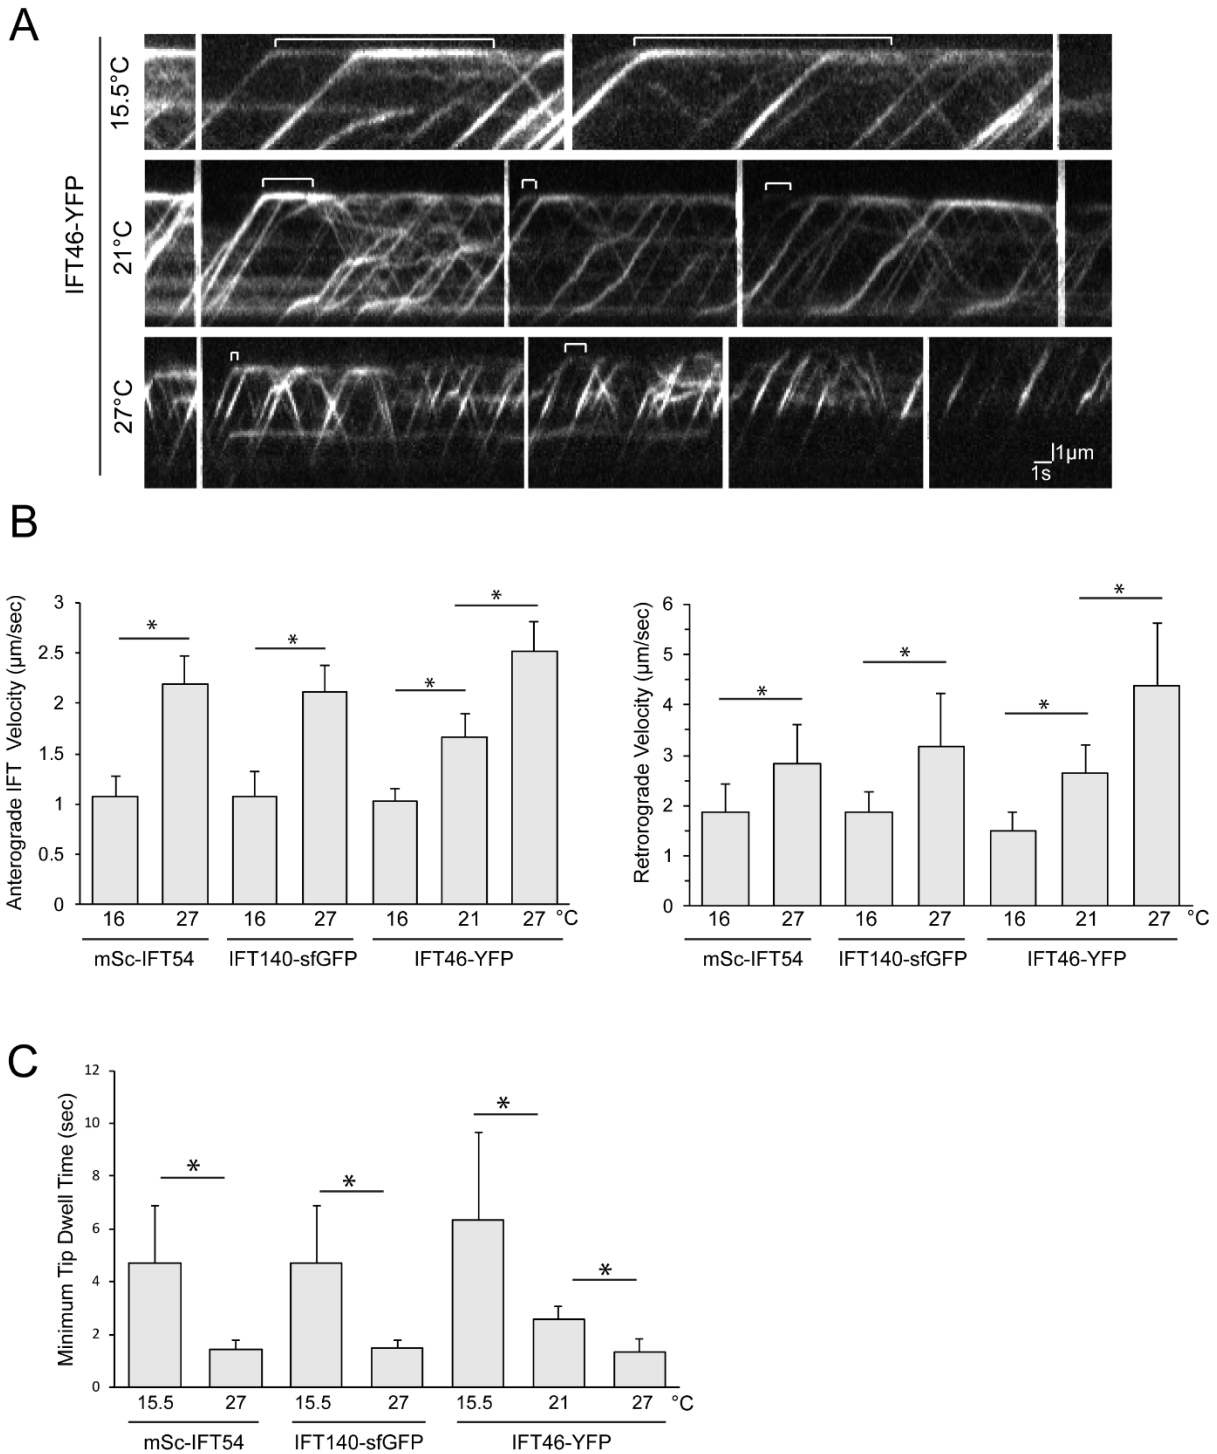 A
IFT46-YFP
15.5°C
21°C
27°C
1µm
1s
B
Anterograde IFT Velocity (µm/sec)
3
2.5
2
1.5
1
0.5
0
* * * *
16 27 16 27 16 21 27 °C
mSc-IFT54 IFT140-sfGFP IFT46-YFP
Retrorograde Velocity (µm/sec)
6
5
4
3
2
1
0
* * * *
16 27 16 27 16 21 27 °C
mSc-IFT54 IFT140-sfGFP IFT46-YFP
C
Minimum Tip Dwell Time (sec)
12
10
8
6
4
2
0
* * * *
15.5 27 15.5 27 15.5 21 27 °C
mSc-IFT54 IFT140-sfGFP IFT46-YFP